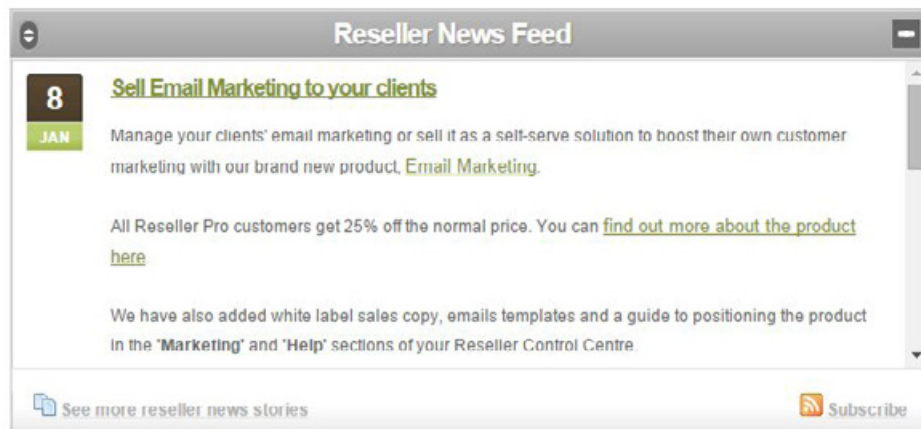 Reseller News Feed
8
JAN
Sell Email Marketing to your clients
Manage your clients' email marketing or sell it as a self-serve solution to boost their own customer
marketing with our brand new product, Email Marketing.
All Reseller Pro customers get 25% off the normal price. You can find out more about the product
here
We have also added white label sales copy, emails templates and a guide to positioning the product
in the 'Marketing' and 'Help' sections of your Reseller Control Centre.
See more reseller news stories
Subscribe